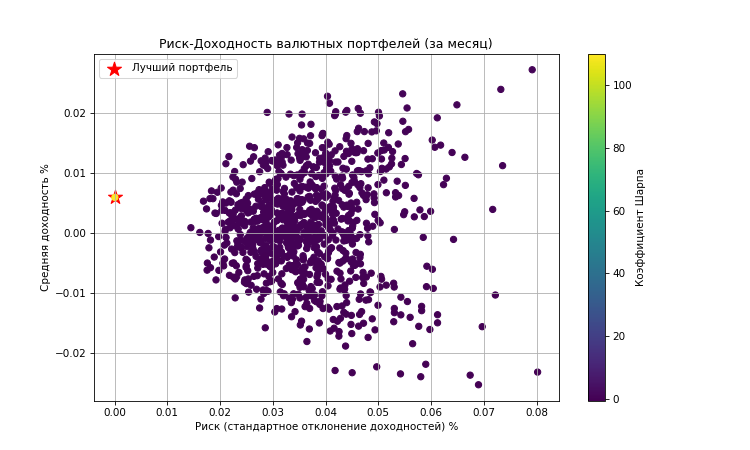 Риск-Доходность валютных портфелей (за месяц)
Лучший портфель
Средняя доходность %
0.02
0.01
0.00
−0.01
−0.02
0.00 0.01 0.02 0.03 0.04 0.05 0.06 0.07 0.08
Риск (стандартное отклонение доходностей) %
100
80
60
40
20
0
Коэффициент Шарпа